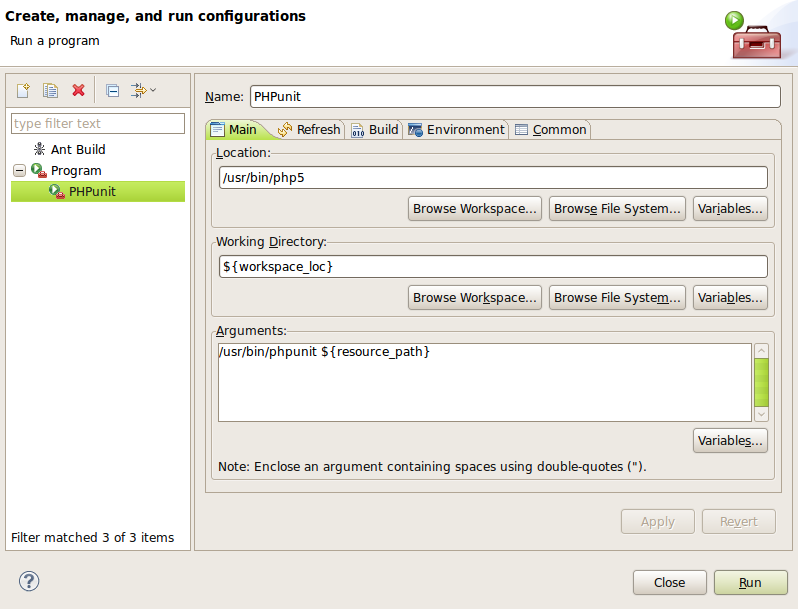 Create, manage, and run configurations
Run a program
type filter text
Ant Build
Program
PHPunit
Filter matched 3 of 3 items
Name: PHPunit
Main Refresh Build Environment Common
Location:
/usr/bin/php5
Browse Workspace... Browse File System... Variables...
Working Directory:
${workspace_loc}
Browse Workspace... Browse File System... Variables...
Arguments:
/usr/bin/phpunit ${resource_path}
Variables...
Note: Enclose an argument containing spaces using double-quotes (").
Apply Revert
Close Run